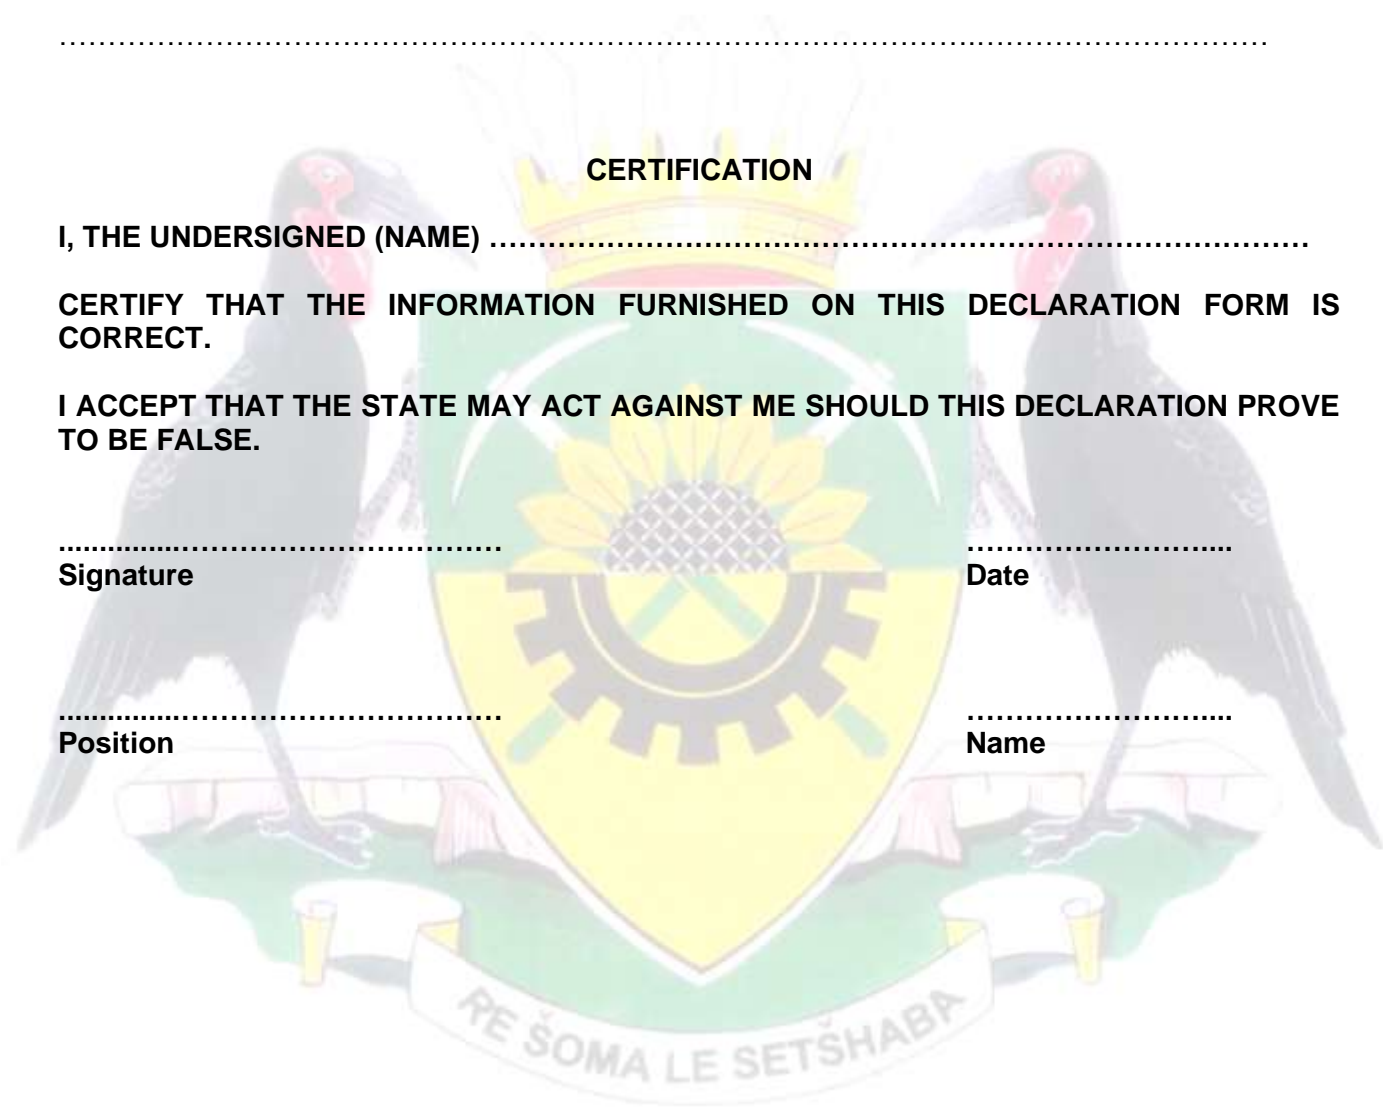 ……………………………………………………………………………………………………………
CERTIFICATION
I, THE UNDERSIGNED (NAME) …………………………………………………………………………
CERTIFY THAT THE INFORMATION FURNISHED ON THIS DECLARATION FORM IS
CORRECT.
I ACCEPT THAT THE STATE MAY ACT AGAINST ME SHOULD THIS DECLARATION PROVE
TO BE FALSE.
...............…………………………… ……………………....
Signature Date
...............…………………………… ……………………....
Position Name
RE ŠOMA LE SETŠHABA